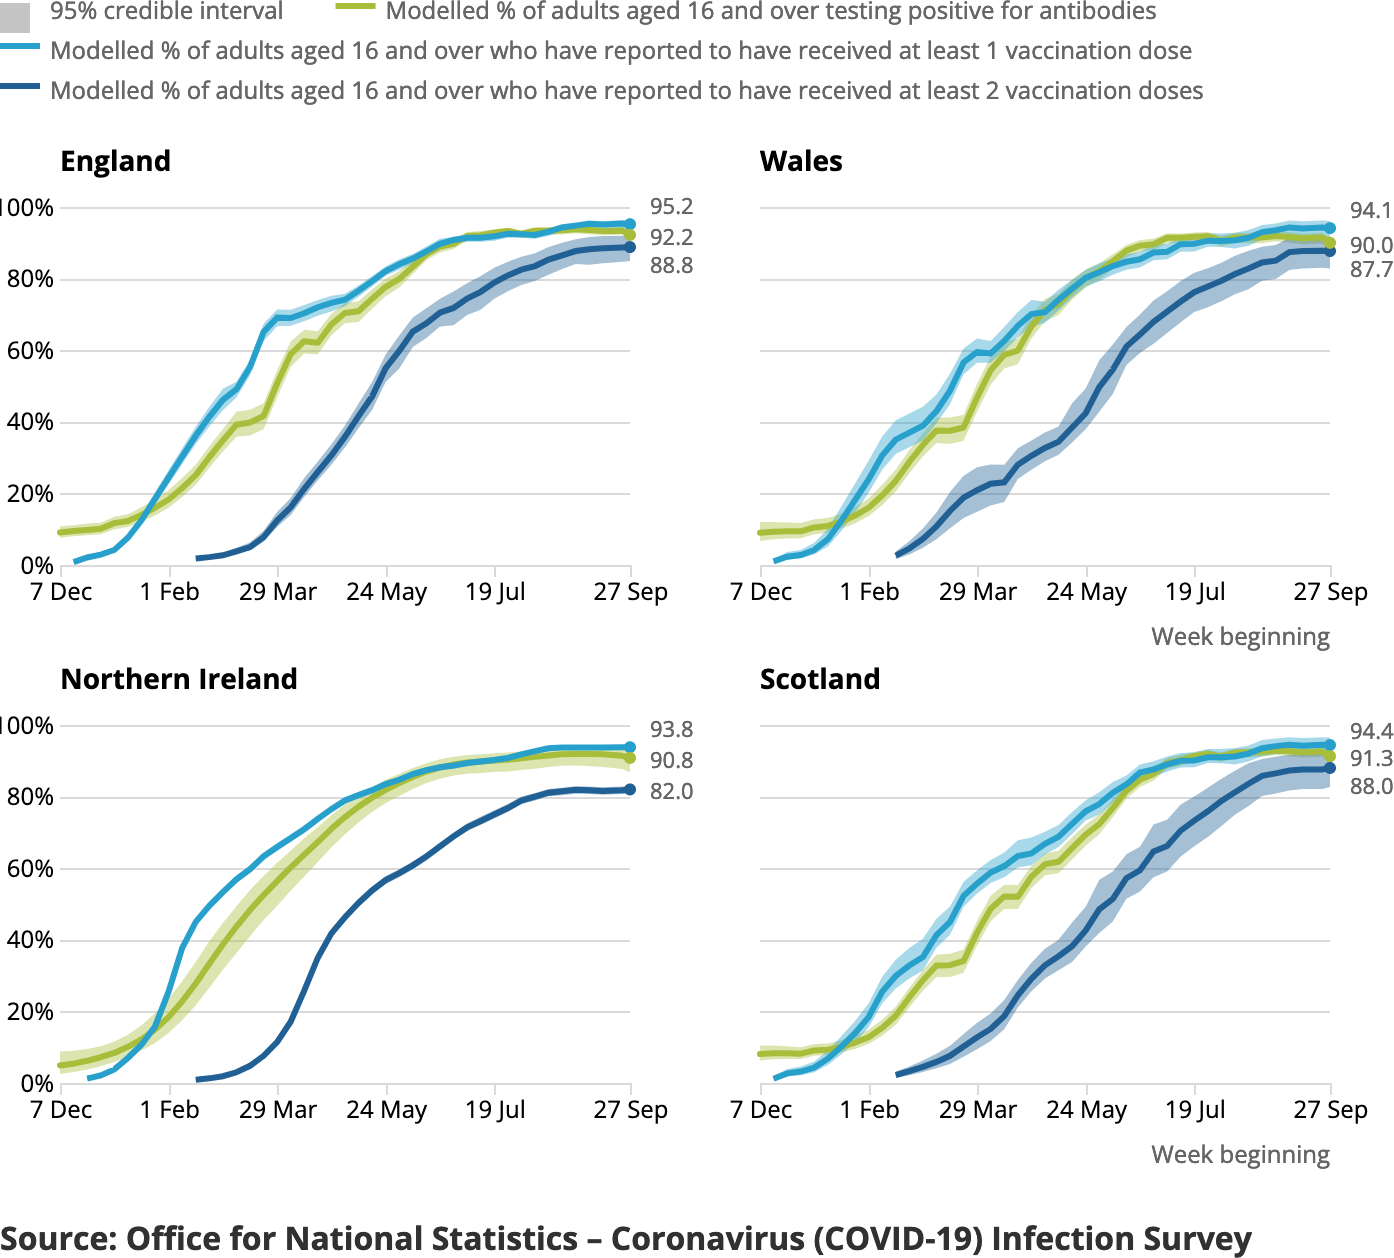 95% credible interval Modelled % of adults aged 16 and over testing positive for antibodies
Modelled % of adults aged 16 and over who have reported to have received at least 1 vaccination dose
Modelled % of adults aged 16 and over who have reported to have received at least 2 vaccination doses
England
100%
80%
60%
40%
20%
0%
95.2
92.2
88.8
7 Dec 1 Feb 29 Mar 24 May 19 Jul 27 Sep
Wales
94.1
90.0
87.7
7 Dec 1 Feb 29 Mar 24 May 19 Jul 27 Sep
Week beginning
Northern Ireland
100%
80%
60%
40%
20%
0%
93.8
90.8
82.0
7 Dec 1 Feb 29 Mar 24 May 19 Jul 27 Sep
Scotland
94.4
91.3
88.0
7 Dec 1 Feb 29 Mar 24 May 19 Jul 27 Sep
Week beginning
Source: Office for National Statistics – Coronavirus (COVID-19) Infection Survey